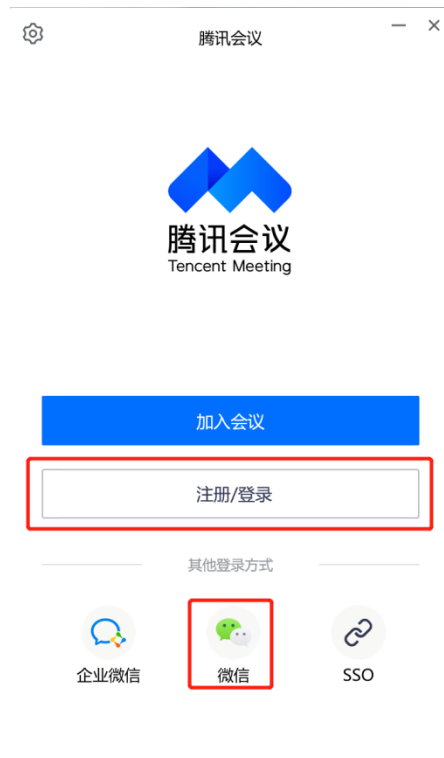 腾讯会议
腾讯会议
Tencent Meeting
加入会议
注册/登录
其他登录方式
企业微信
微信
SSO